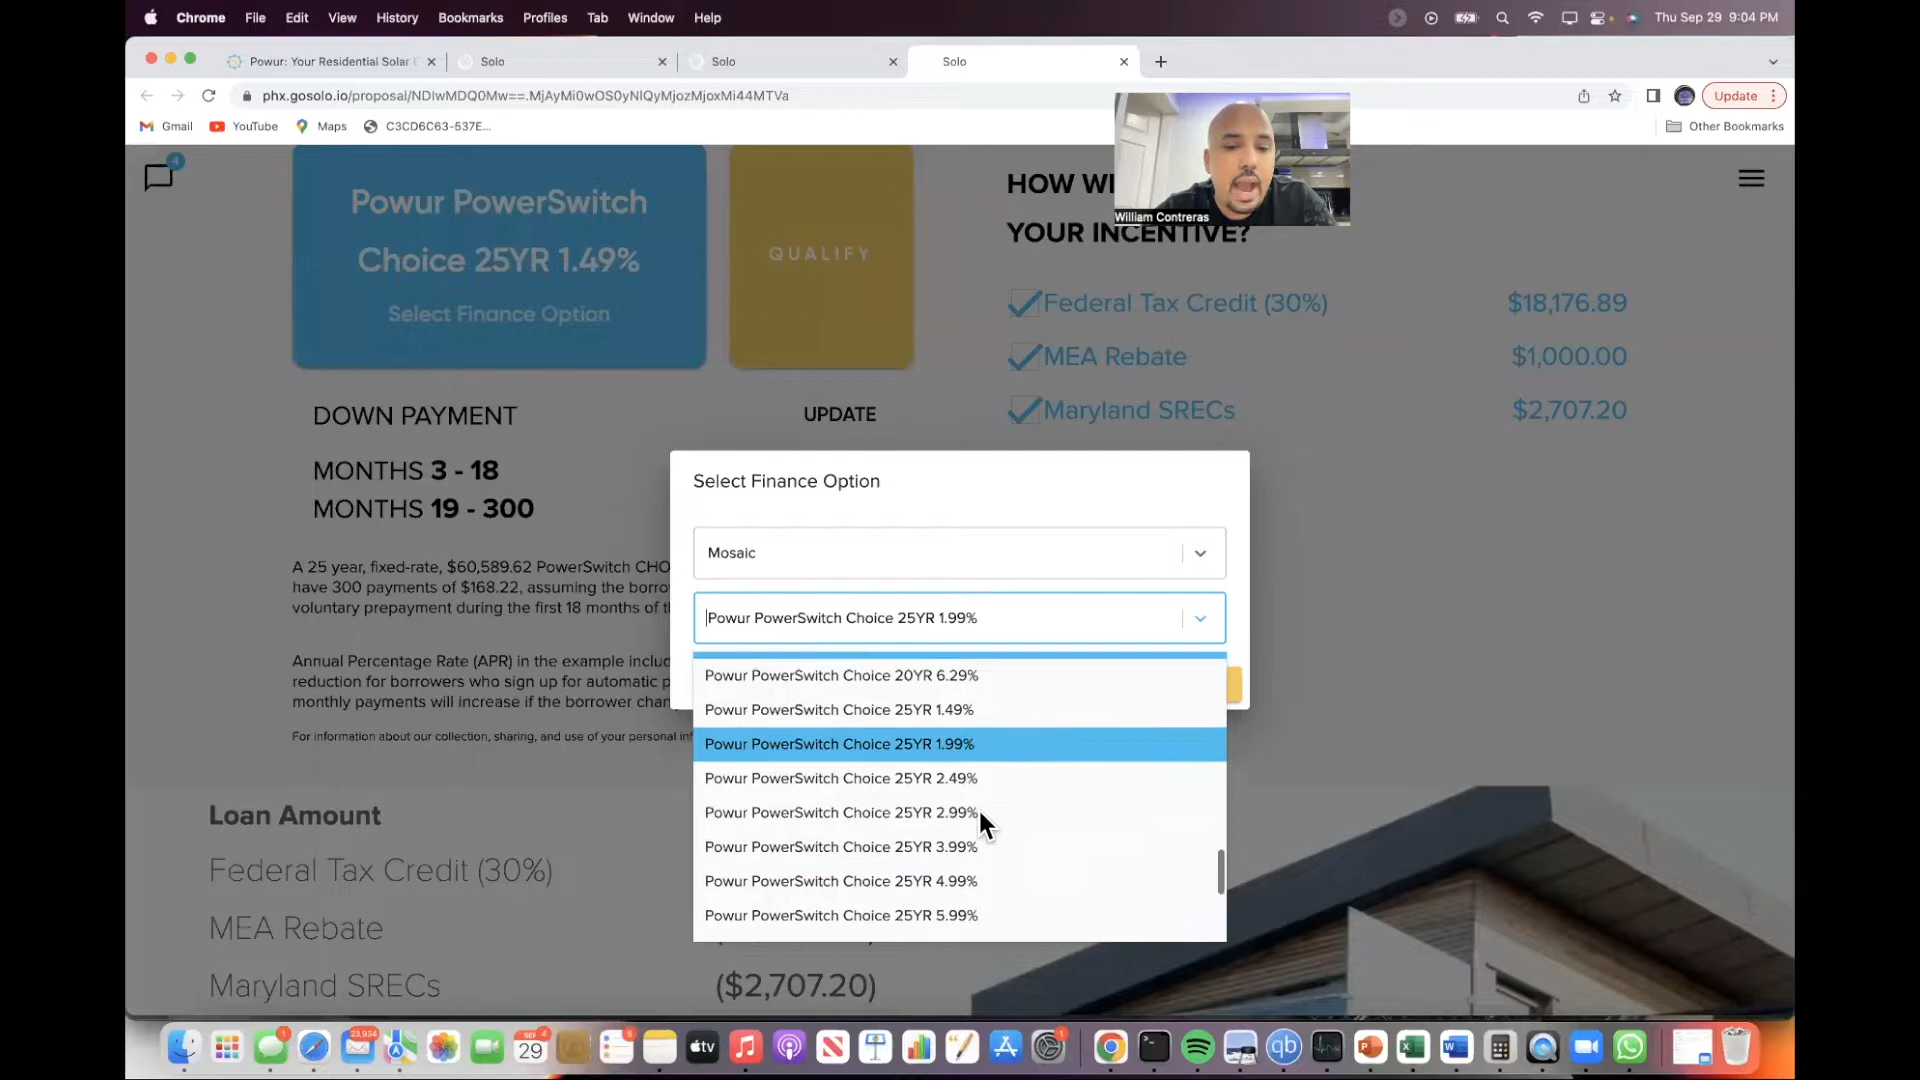 Chrome File Edit View History Bookmarks Profiles Tab Window Help
Thu Sep 29 9:04 PM
Powur: Your Residential Solar
Solo
Solo
Solo
phx.gosolo.io/proposal/NDIwMDQ0Mw==.MjAyMi0wOS0yNlQyMjozMjoxMi44MTVa
Update
Gmail
YouTube
Maps
C3CD6C63-537E...
Other Bookmarks
4
Powur PowerSwitch
Choice 25YR 1.49%
Select Finance Option
QUALIFY
HOW WI
YOUR INCENTIVE?
William Contreras
Federal Tax Credit (30%) $18,176.89
MEA Rebate $1,000.00
Maryland SRECs $2,707.20
DOWN PAYMENT
UPDATE
MONTHS 3 - 18
MONTHS 19 - 300
A 25 year, fixed-rate, $60,589.62 PowerSwitch CHO
have 300 payments of $168.22, assuming the borro
voluntary prepayment during the first 18 months of t
Annual Percentage Rate (APR) in the example inclu
reduction for borrowers who sign up for automatic p
monthly payments will increase if the borrower chan
For information about our collection, sharing, and use of your personal inf
Select Finance Option
Mosaic
Powur PowerSwitch Choice 25YR 1.99%
Powur PowerSwitch Choice 20YR 6.29%
Powur PowerSwitch Choice 25YR 1.49%
Powur PowerSwitch Choice 25YR 1.99%
Powur PowerSwitch Choice 25YR 2.49%
Powur PowerSwitch Choice 25YR 2.99%
Powur PowerSwitch Choice 25YR 3.99%
Powur PowerSwitch Choice 25YR 4.99%
Powur PowerSwitch Choice 25YR 5.99%
Loan Amount
Federal Tax Credit (30%)
MEA Rebate
Maryland SRECs ($2,707.20)
1
23,934
SEP
29
4
6
tv
1
qb